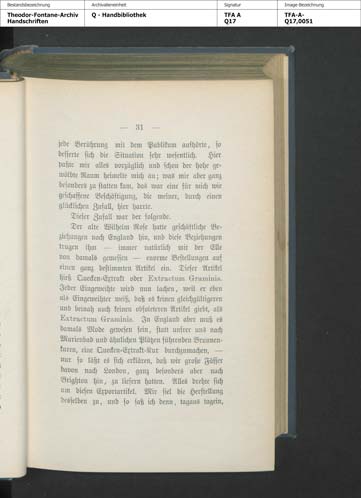 Bestandsbezeichnung
Archivalieneinheit
Signatur
Image Bezeichnung
Theodor-Fontane-Archiv
Handschriften
Q - Handbibliothek
TFA A
Q17
TFA-A-
Q17,0051
— 31 —
jede Berührung mit dem Publikum aufhörte, so
besserte sich die Situation sehr wesentlich. Hier
paßte mir alles vorzüglich und schon der hohe ge-
wölbte Raum heimelte mich an; was mir aber ganz
besonders zu statten kam, das war eine für mich wie
geschaffene Beschäftigung, die meiner, durch einen
glücklichen Zufall, hier harrte.
Dieser Zufall war der folgende.
Der alte Wilhelm Rose hatte geschäftliche Be-
ziehungen nach England hin, und diese Beziehungen
trugen ihm — immer natürlich mit der Elle
von damals gemessen — enorme Bestellungen auf
einen ganz bestimmten Artikel ein. Dieser Artikel
hieß Quecken-Extrakt oder Extractum Graminis.
Jeder Eingeweihte wird nun lachen, weil er eben
als Eingeweihter weiß, daß es keinen gleichgültigeren
und beinah auch keinen obsoleteren Artikel giebt, als
Extractum Graminis. In England aber muß es
damals Mode gewesen sein, statt unsrer uns nach
Marienbad und ähnlichen Plätzen führenden Brunnen-
kuren, eine Quecken-Extrakt-Kur durchzumachen, —
nur so läßt es sich erklären, daß wir große Fässer
davon nach London, ganz besonders aber nach
Brighton hin, zu liefern hatten. Alles drehte sich
um diesen Exportartikel. Mir fiel die Herstellung
desselben zu, und so saß ich denn, tagaus tagein,